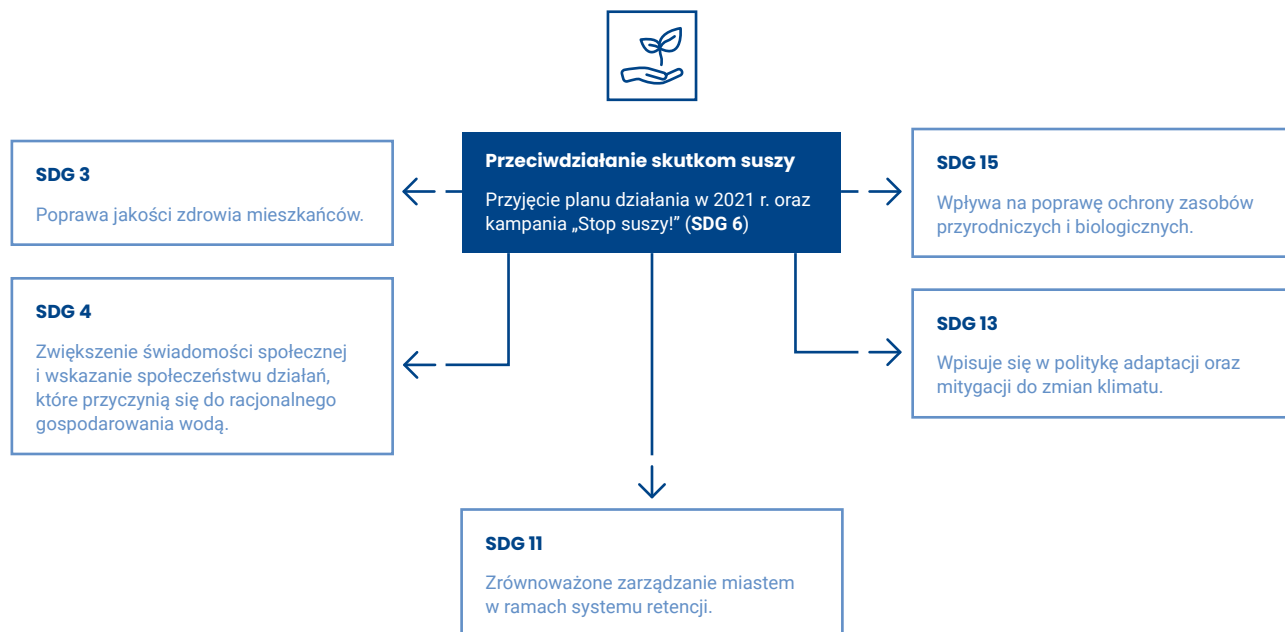 Przeciwdziałanie skutkom suszy
Przyjęcie planu działania w 2021 r. oraz
kampania „Stop suszy!” (SDG 6)
SDG 3
Poprawa jakości zdrowia mieszkańców.
SDG 4
Zwiększenie świadomości społecznej
i wskazanie społeczeństwu działań,
które przyczynią się do racjonalnego
gospodarowania wodą.
SDG 11
Zrównoważone zarządzanie miastem
w ramach systemu retencji.
SDG 15
Wpływa na poprawę ochrony zasobów
przyrodniczych i biologicznych.
SDG 13
Wpisuje się w politykę adaptacji oraz
mitygacji do zmian klimatu.